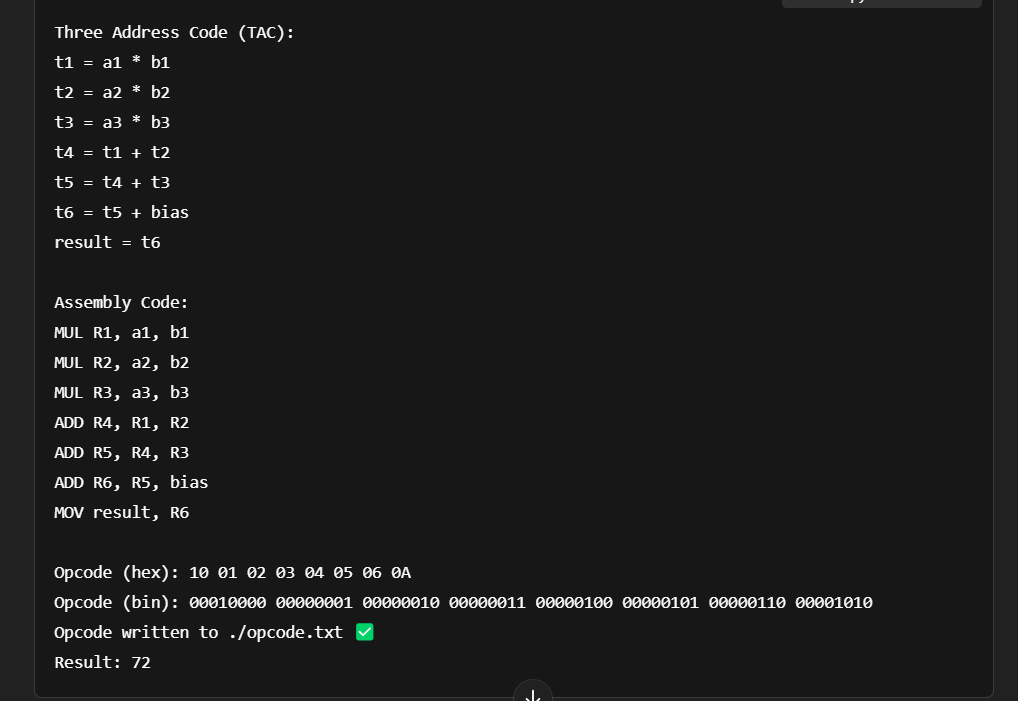 Three Address Code (TAC):
t1 = a1 * b1
t2 = a2 * b2
t3 = a3 * b3
t4 = t1 + t2
t5 = t4 + t3
t6 = t5 + bias
result = t6
Assembly Code:
MUL R1, a1, b1
MUL R2, a2, b2
MUL R3, a3, b3
ADD R4, R1, R2
ADD R5, R4, R3
ADD R6, R5, bias
MOV result, R6
Opcode (hex): 10 01 02 03 04 05 06 0A
Opcode (bin): 00010000 00000001 00000010 00000011 00000100 00000101 00000110 00001010
Opcode written to ./opcode.txt ✅
Result: 72